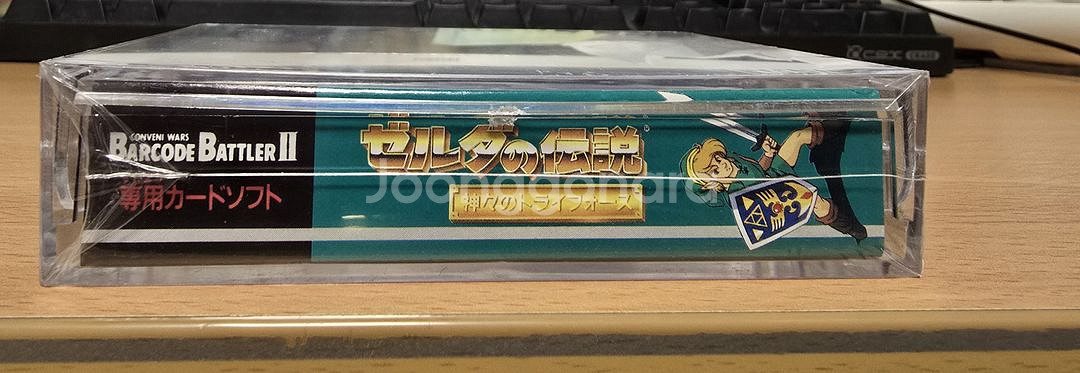 CONVENI WARS
BARCODE BATTLER II
専用カードソフト
ゼルダの伝説
神々のトライフォース
Joonggonara